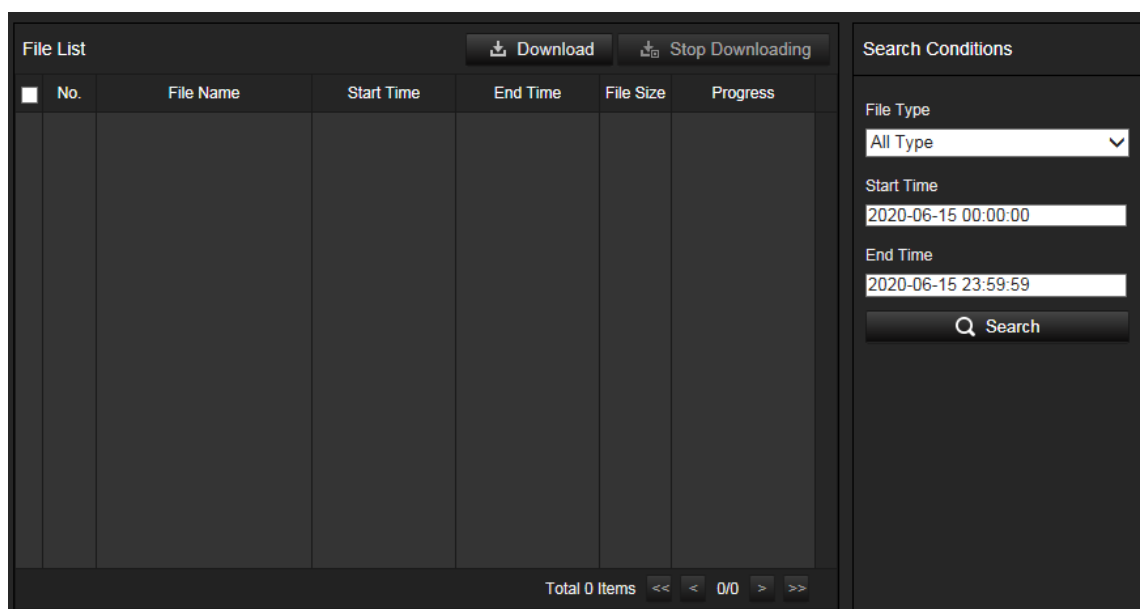 File List
Download
Stop Downloading
No. File Name Start Time End Time File Size Progress
Total 0 Items << < 0/0 > >>
Search Conditions
File Type
All Type
Start Time
2020-06-15 00:00:00
End Time
2020-06-15 23:59:59
Search